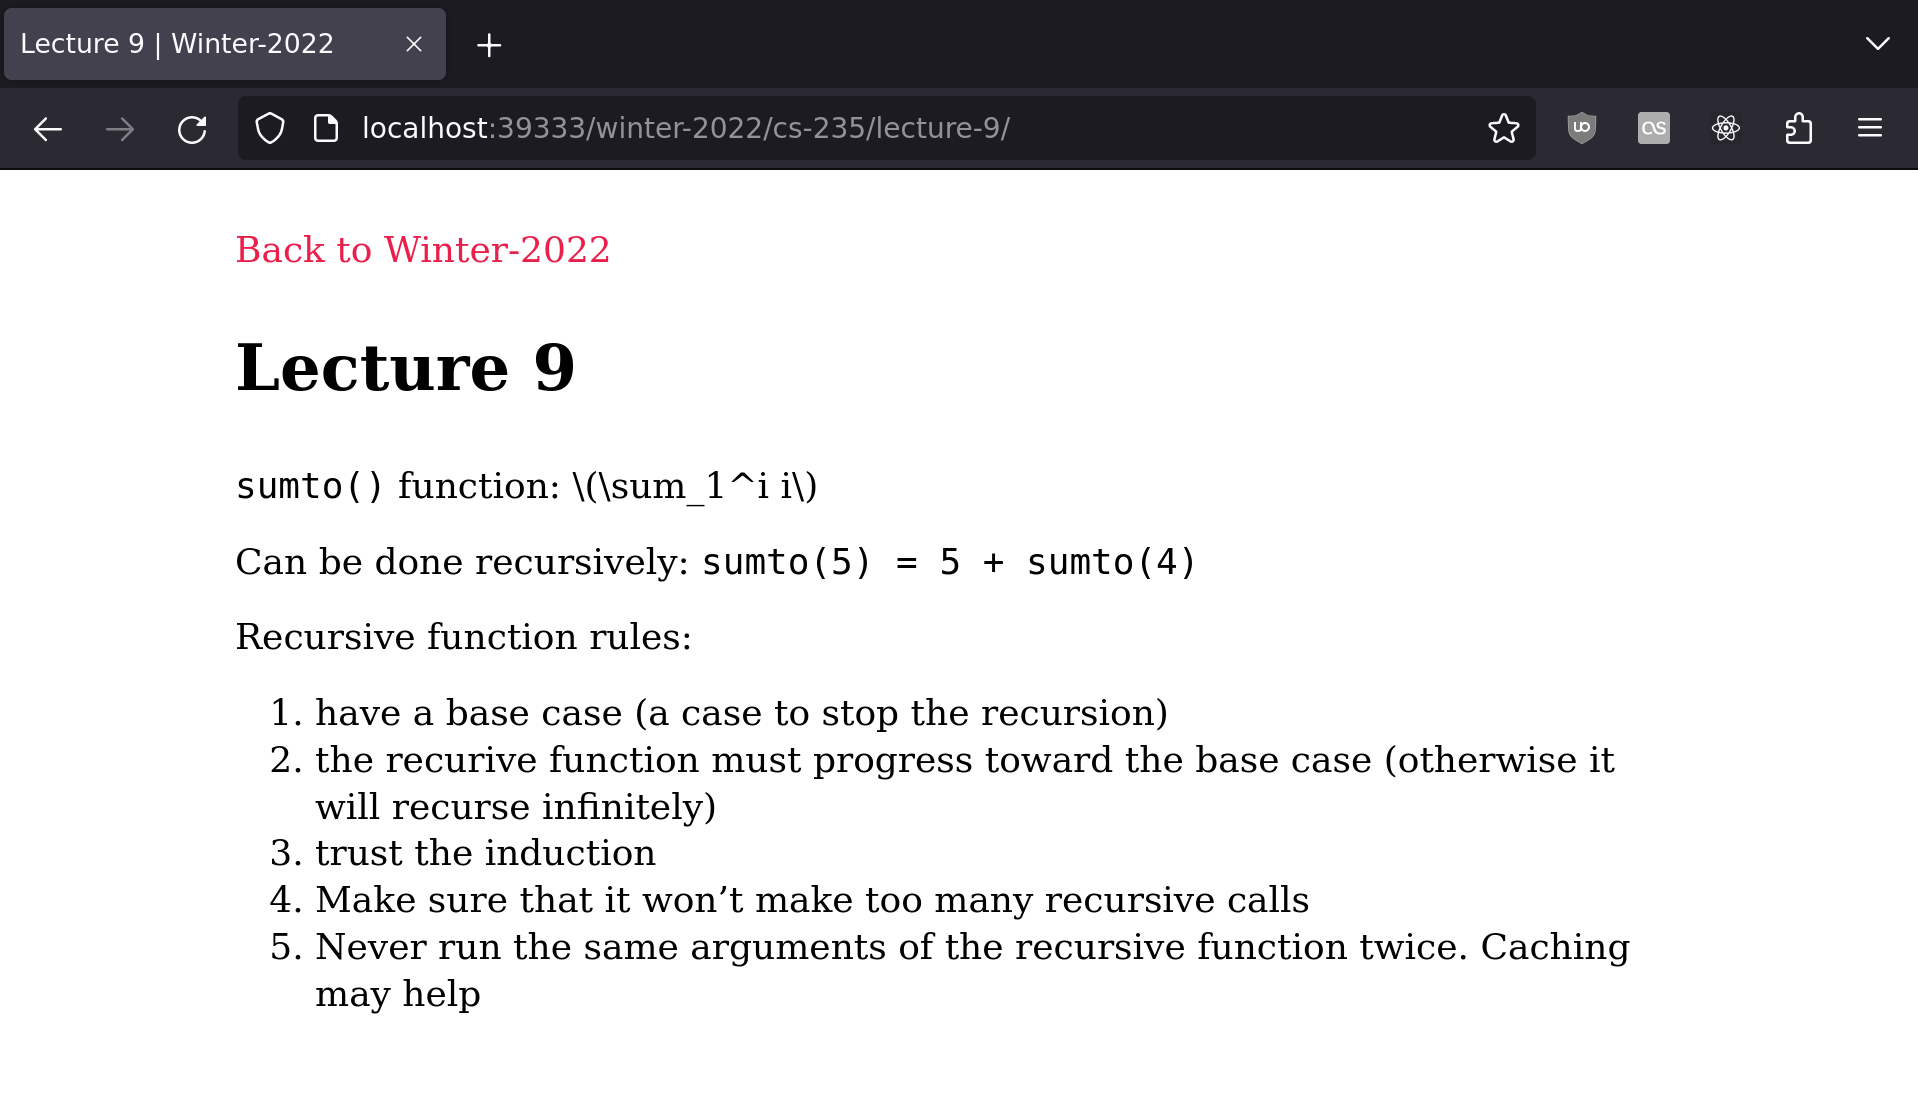 Lecture 9 | Winter-2022
localhost:39333/winter-2022/cs-235/lecture-9/
Back to Winter-2022
Lecture 9
sumto() function: \(\sum_1^i i\)
Can be done recursively: sumto(5) = 5 + sumto(4)
Recursive function rules:
1. have a base case (a case to stop the recursion)
2. the recurive function must progress toward the base case (otherwise it
will recurse infinitely)
3. trust the induction
4. Make sure that it won’t make too many recursive calls
5. Never run the same arguments of the recursive function twice. Caching
may help